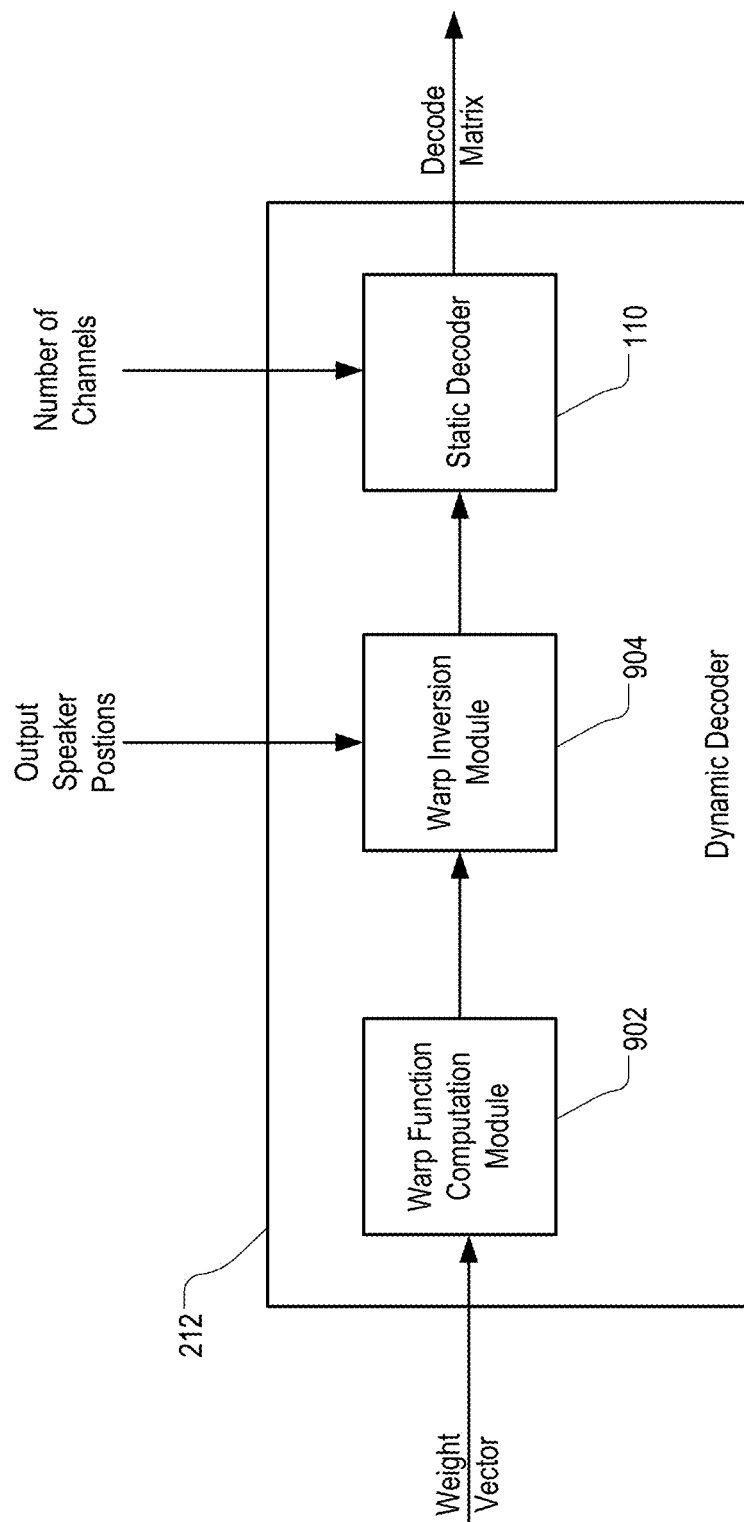 Output
Speaker
Postions
Number of
Channels
212
Weight
Vector
Warp Function
Computation
Module
902
Warp Inversion
Module
904
Static Decoder
110
Decode
Matrix
Dynamic Decoder